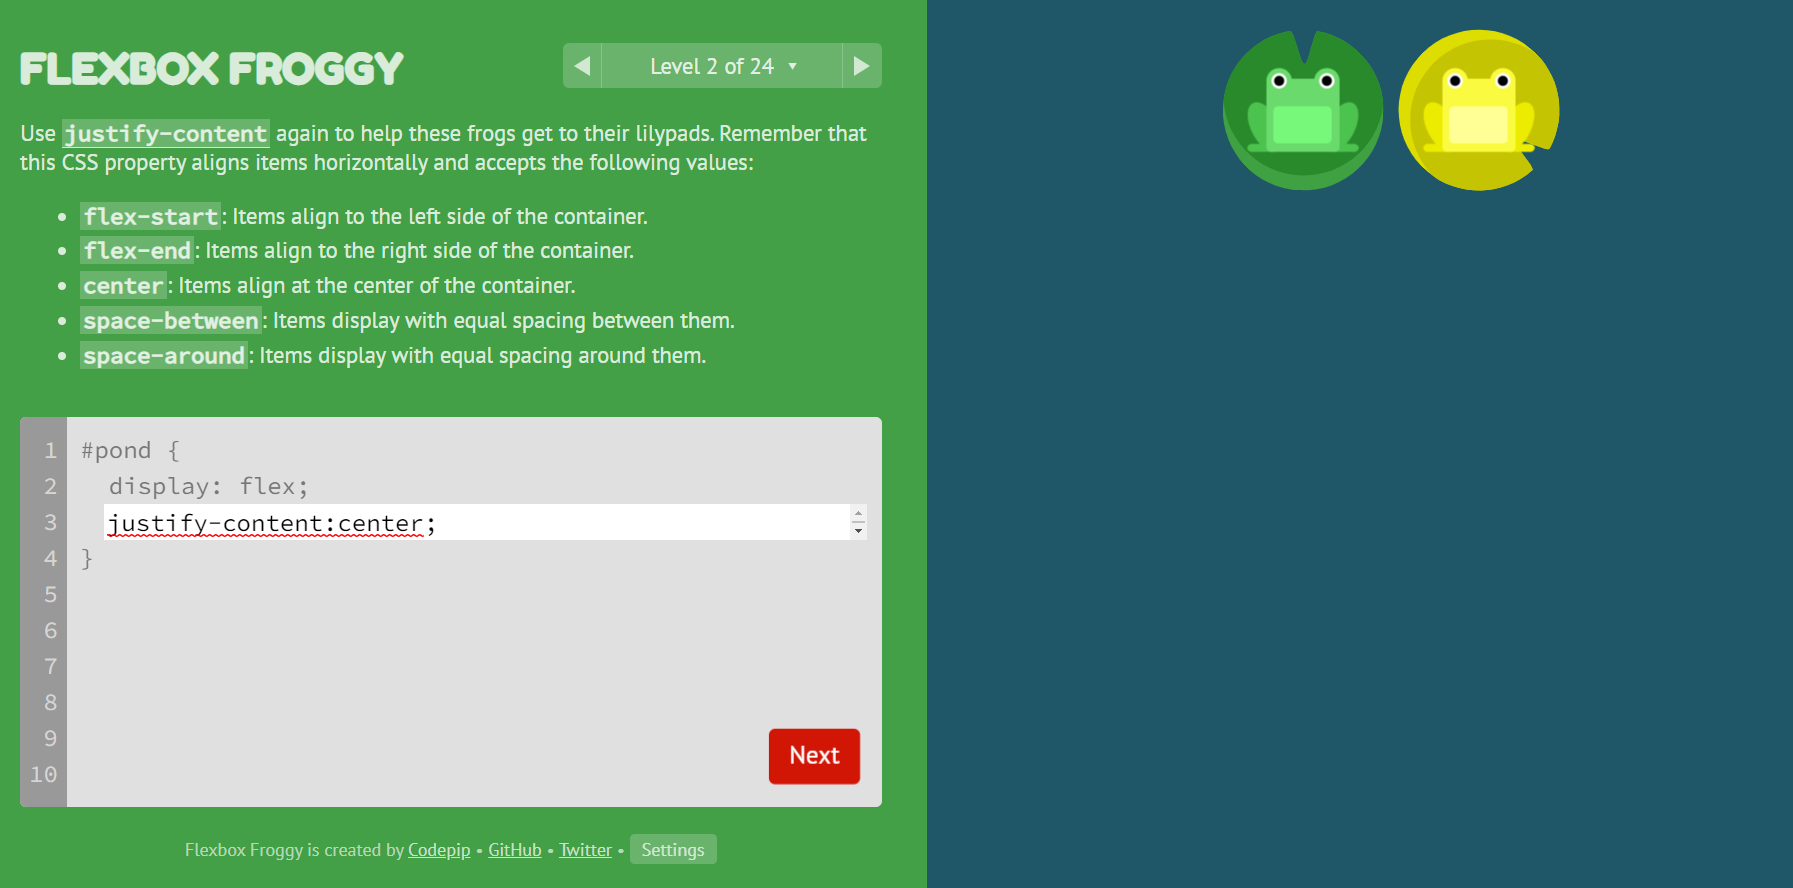 FLEXBOX FROGGY
Level 2 of 24
Use justify-content again to help these frogs get to their lilypads. Remember that
this CSS property aligns items horizontally and accepts the following values:
flex-start: Items align to the left side of the container.
flex-end: Items align to the right side of the container.
center: Items align at the center of the container.
space-between: Items display with equal spacing between them.
space-around: Items display with equal spacing around them.
1 #pond {
2 display: flex;
3 justify-content:center;
4 }
5
6
7
8
9
10
Next
Flexbox Froggy is created by Codepip • GitHub • Twitter • Settings